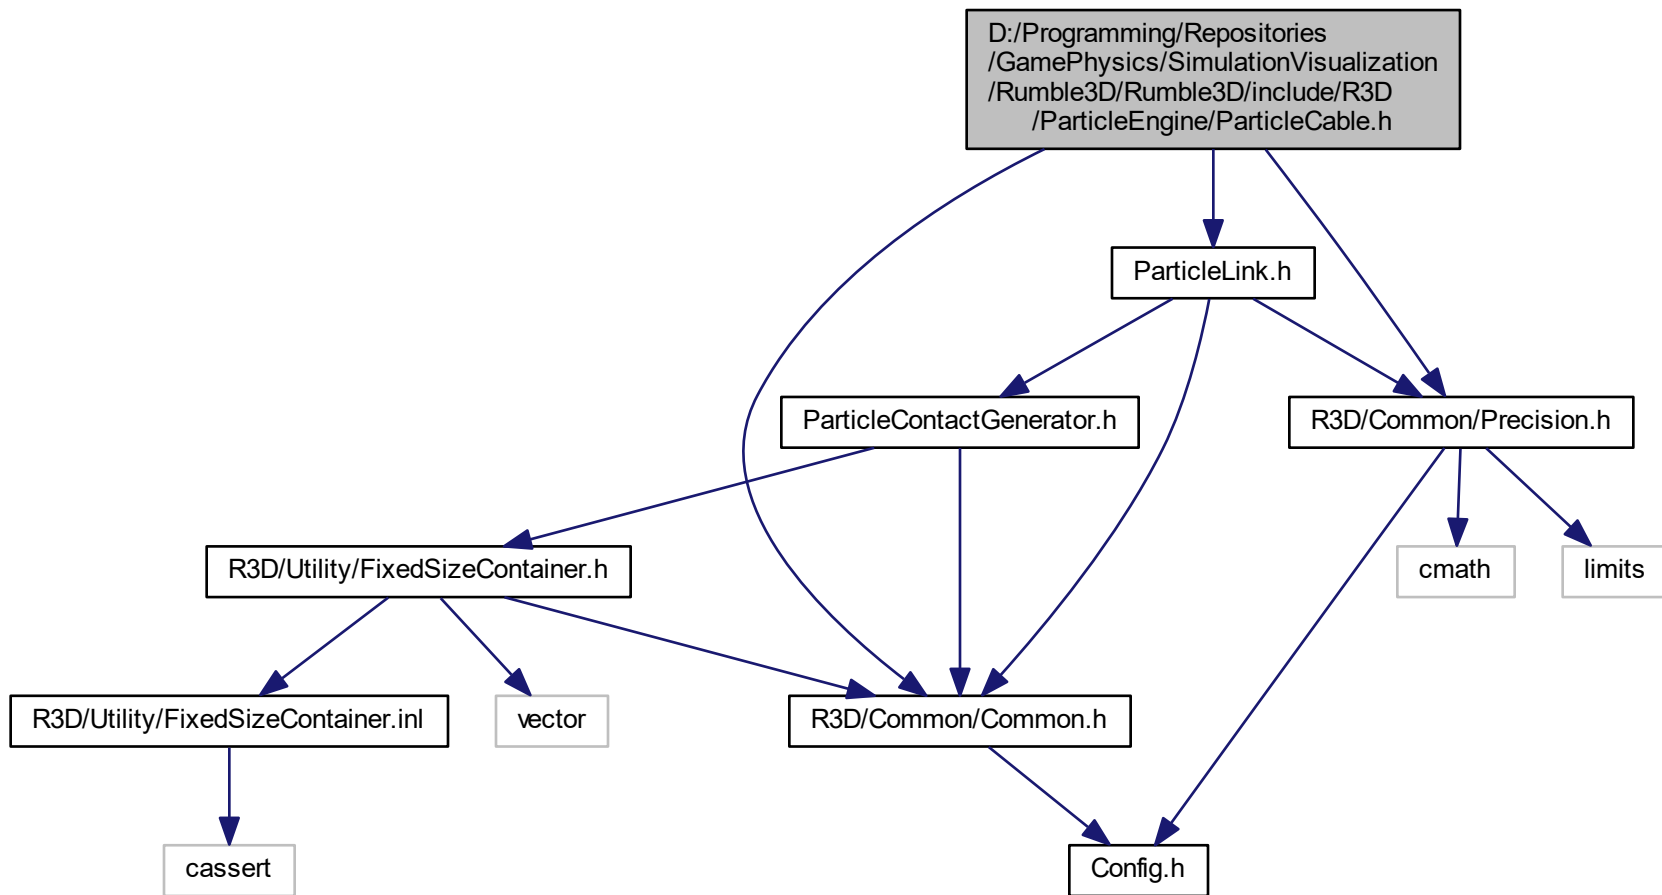 D:/Programming/Repositories
/GamePhysics/SimulationVisualization
/Rumble3D/Rumble3D/include/R3D
/ParticleEngine/ParticleCable.h
ParticleLink.h
ParticleContactGenerator.h
R3D/Common/Precision.h
R3D/Utility/FixedSizeContainer.h
cmath
limits
R3D/Utility/FixedSizeContainer.inl
vector
R3D/Common/Common.h
cassert
Config.h